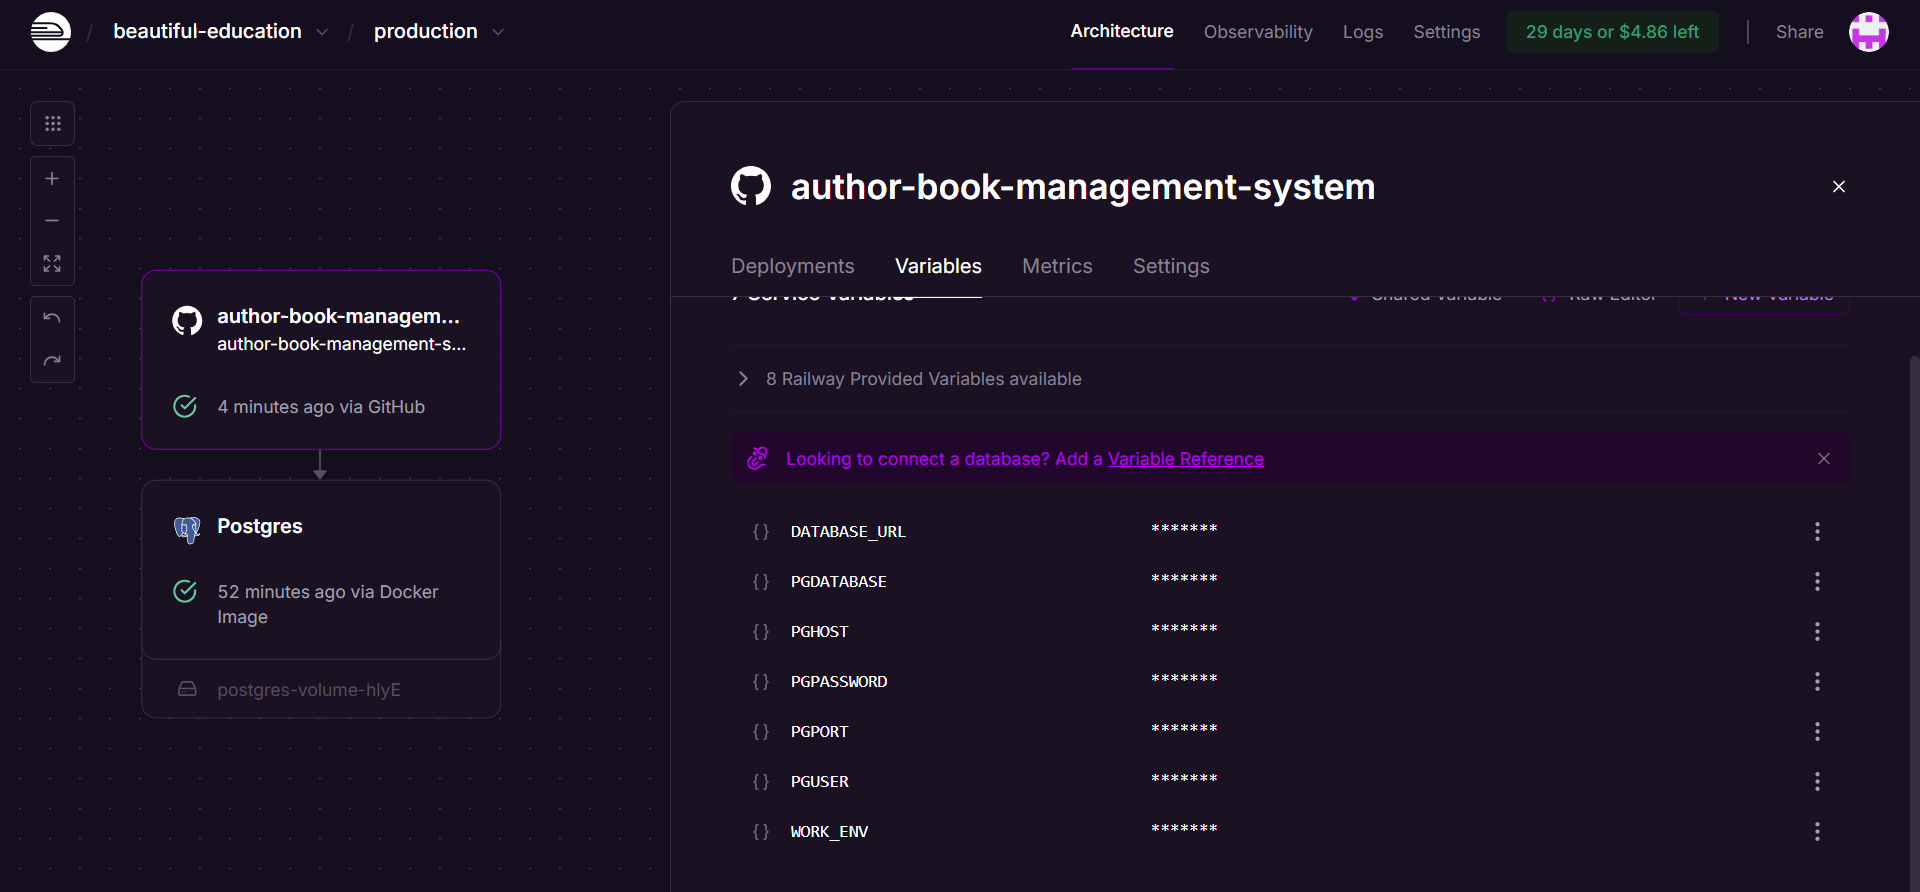 / beautiful-education / production
Architecture Observability Logs Settings 29 days or $4.86 left Share
author-book-managem...
author-book-management-s...
4 minutes ago via GitHub
Postgres
52 minutes ago via Docker
Image
postgres-volume-hlyE
author-book-management-system
Deployments Variables Metrics Settings
7 Service Variables Shared Variable {} Raw Editor + New Variable
8 Railway Provided Variables available
Looking to connect a database? Add a Variable Reference
{} DATABASE_URL *******
{} PGDATABASE *******
{} PGHOST *******
{} PGPASSWORD *******
{} PGPORT *******
{} PGUSER *******
{} WORK_ENV *******